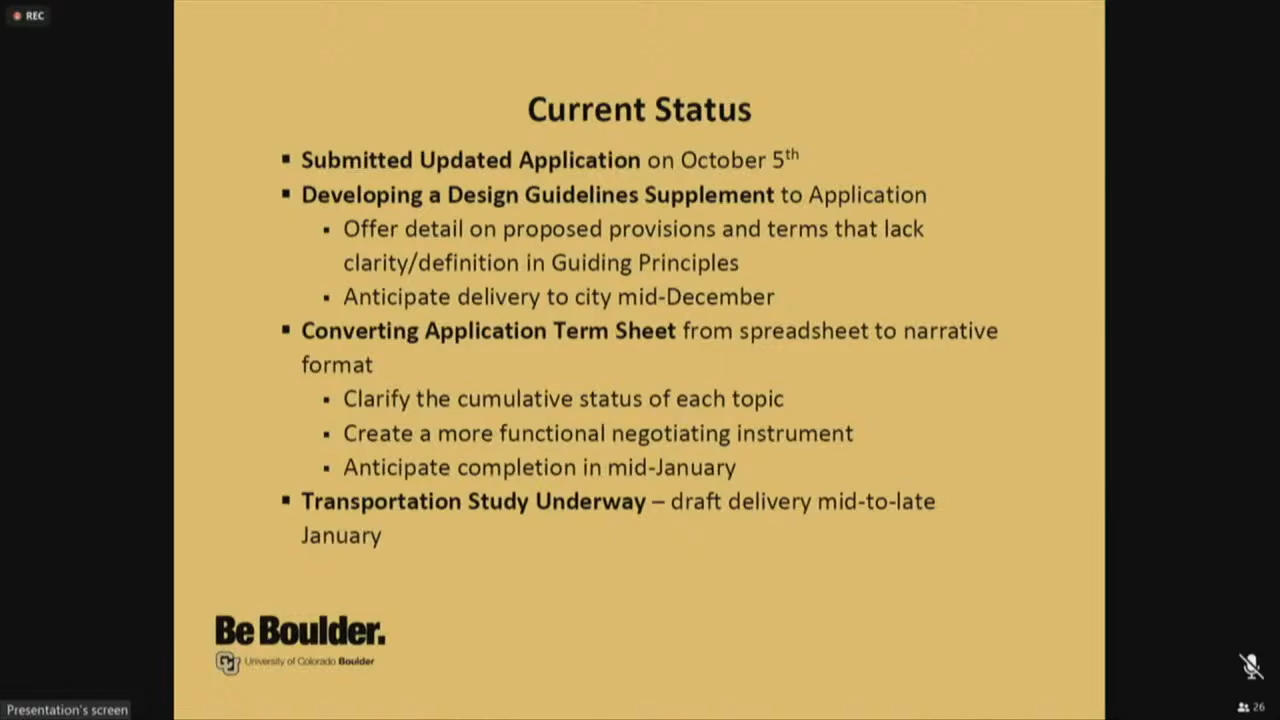 REC
Current Status
▪ Submitted Updated Application on October 5th
▪ Developing a Design Guidelines Supplement to Application
▪ Offer detail on proposed provisions and terms that lack
clarity/definition in Guiding Principles
▪ Anticipate delivery to city mid-December
▪ Converting Application Term Sheet from spreadsheet to narrative
format
▪ Clarify the cumulative status of each topic
▪ Create a more functional negotiating instrument
▪ Anticipate completion in mid-January
▪ Transportation Study Underway – draft delivery mid-to-late
January
Be Boulder.
CU University of Colorado Boulder
Presentation's screen
26